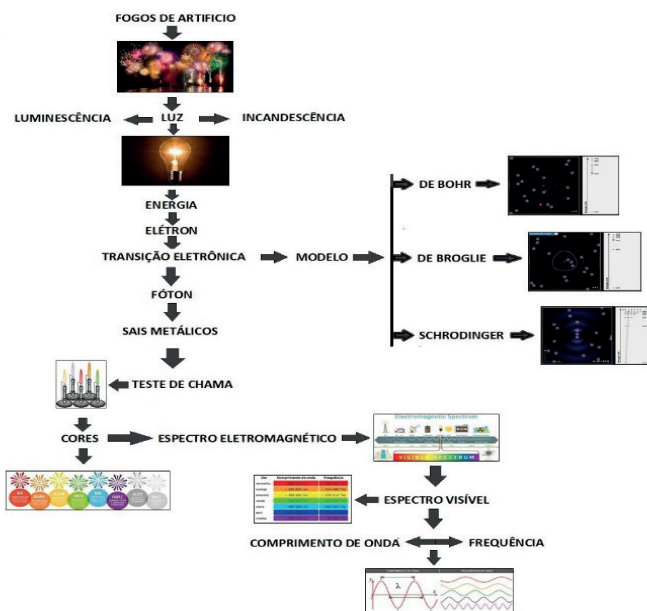 FOGOS DE ARTIFICIO
LUMINESCÊNCIA
LUZ
INCANDESCÊNCIA
ENERGIA
ELÉTRON
TRANSIÇÃO ELETRÔNICA
MODELO
DE BOHR
DE BROGLIE
SCHRODINGER
FÓTON
SAIS METÁLICOS
TESTE DE CHAMA
CORES
ESPECTRO ELETROMAGNÉTICO
Electromagnetic Spectrum
VISIBLE SPECTRUM
Cor Comprimento de onda Frequência
ESPECTRO VISÍVEL
COMPRIMENTO DE ONDA
FREQUÊNCIA
λ